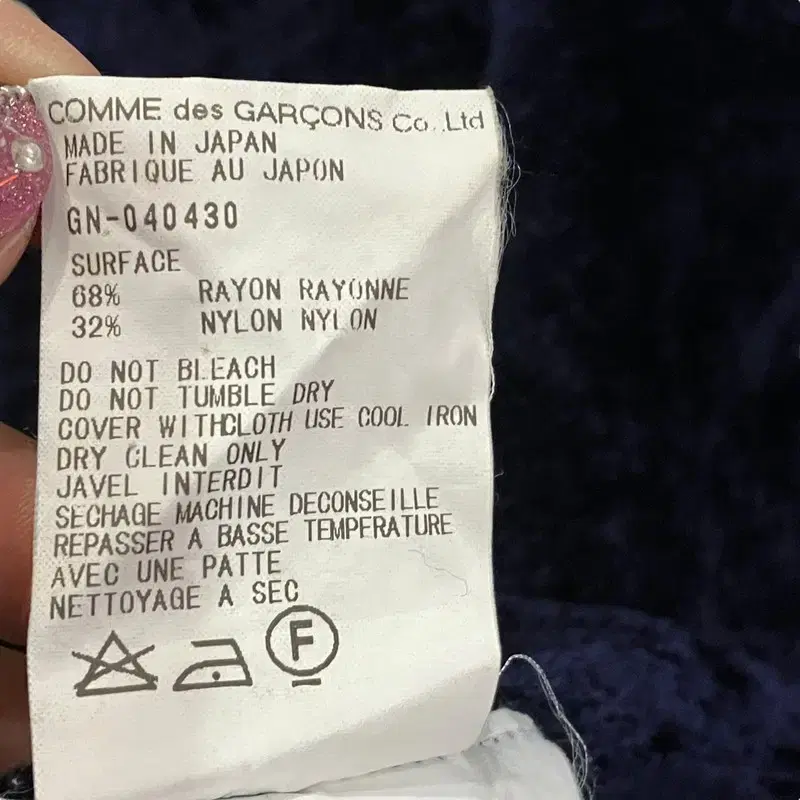 COMME des GARÇONS Co.,Ltd
MADE IN JAPAN
FABRIQUE AU JAPON
GN-040430
SURFACE
68% RAYON RAYONNE
32% NYLON NYLON
DO NOT BLEACH
DO NOT TUMBLE DRY
COVER WITHCLOTH USE COOL IRON
DRY CLEAN ONLY
JAVEL INTERDIT
SECHAGE MACHINE DECONSEILLE
REPASSER A BASSE TEMPERATURE
AVEC UNE PATTE
NETTOYAGE A SEC
F